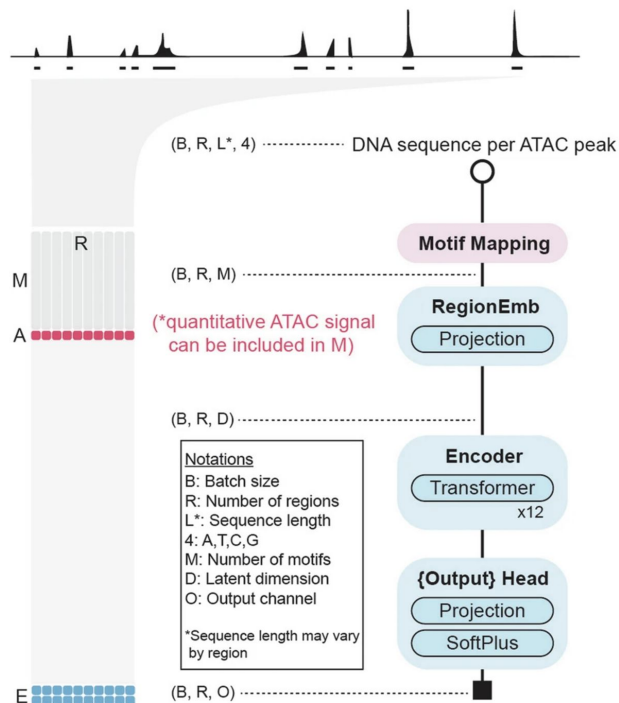 (B, R, L*, 4) DNA sequence per ATAC peak
Motif Mapping
R
M
(B, R, M)
RegionEmb
Projection
A
(*quantitative ATAC signal
can be included in M)
(B, R, D)
Encoder
Transformer
x12
Notations
B: Batch size
R: Number of regions
L*: Sequence length
4: A,T,C,G
M: Number of motifs
D: Latent dimension
O: Output channel
*Sequence length may vary
by region
{Output} Head
Projection
SoftPlus
E
(B, R, O)